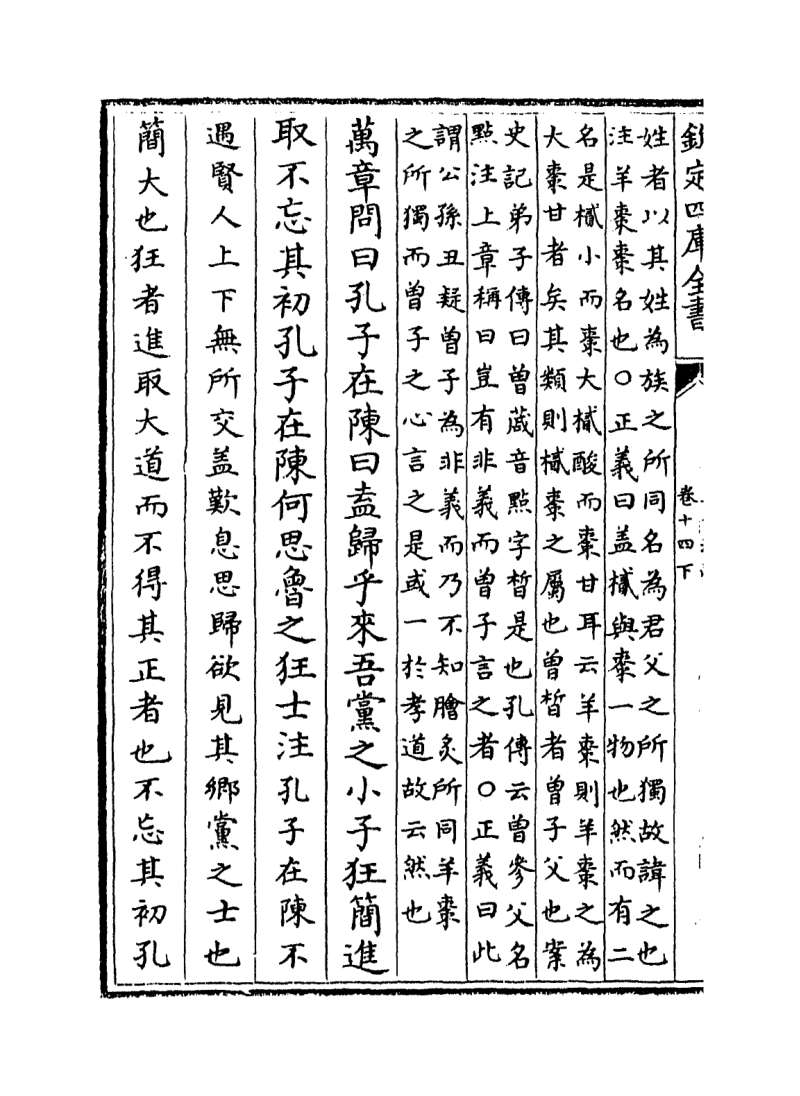 欽定四庫全書
卷十四下
姓者以其姓為族之所同名為君父之所獨故諱之也
注羊棗棗名也○正義曰盖樲與棗一物也然而有二
名是樲小而棗大樲酸而棗甘耳云羊棗則羊棗之為
大棗甘者矣其類則樲棗之屬也曾晳者曾子父也案
史記弟子傳曰曾蒧音點字晳是也孔傳云曾參父名
點注上章稱曰豈有非義而曾子言之者○正義曰此
謂公孫丑疑曾子為非義而乃不知膾炙所同羊棗
之所獨而曾子之心言之是或一於孝道故云然也
萬章問曰孔子在陳曰盍歸乎來吾黨之小子狂簡進
取不忘其初孔子在陳何思魯之狂士注孔子在陳不
遇賢人上下無所交盖歎息思歸欲見其鄉黨之士也
簡大也狂者進取大道而不得其正者也不忘其初孔